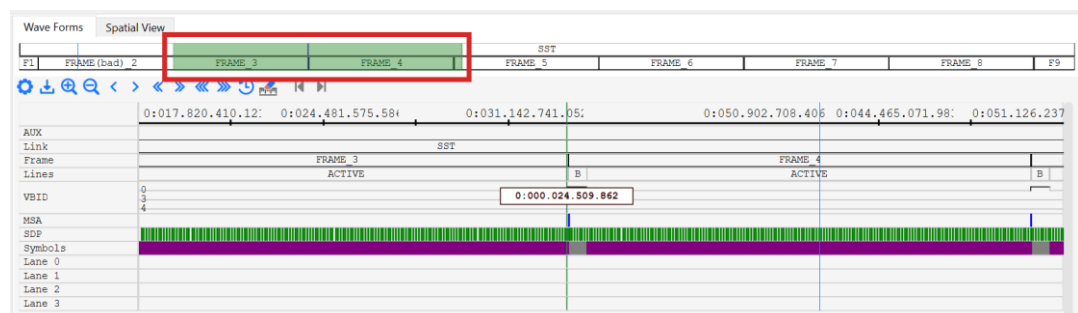 Wave Forms Spatial View
SST
F1 FRAME(bad)_2 FRAME_3 FRAME_4 FRAME_5 FRAME_6 FRAME_7 FRAME_8 F9
0:017.820.410.12: 0:024.481.575.58 0:031.142.741.05: 0:050.902.708.406 0:044.465.071.98: 0:051.126.237
AUX
Link SST
Frame FRAME_3 FRAME_4
Lines ACTIVE B ACTIVE B
VBID 0 3 4
0:000.024.509.862
MSA
SDP
Symbols
Lane 0
Lane 1
Lane 2
Lane 3